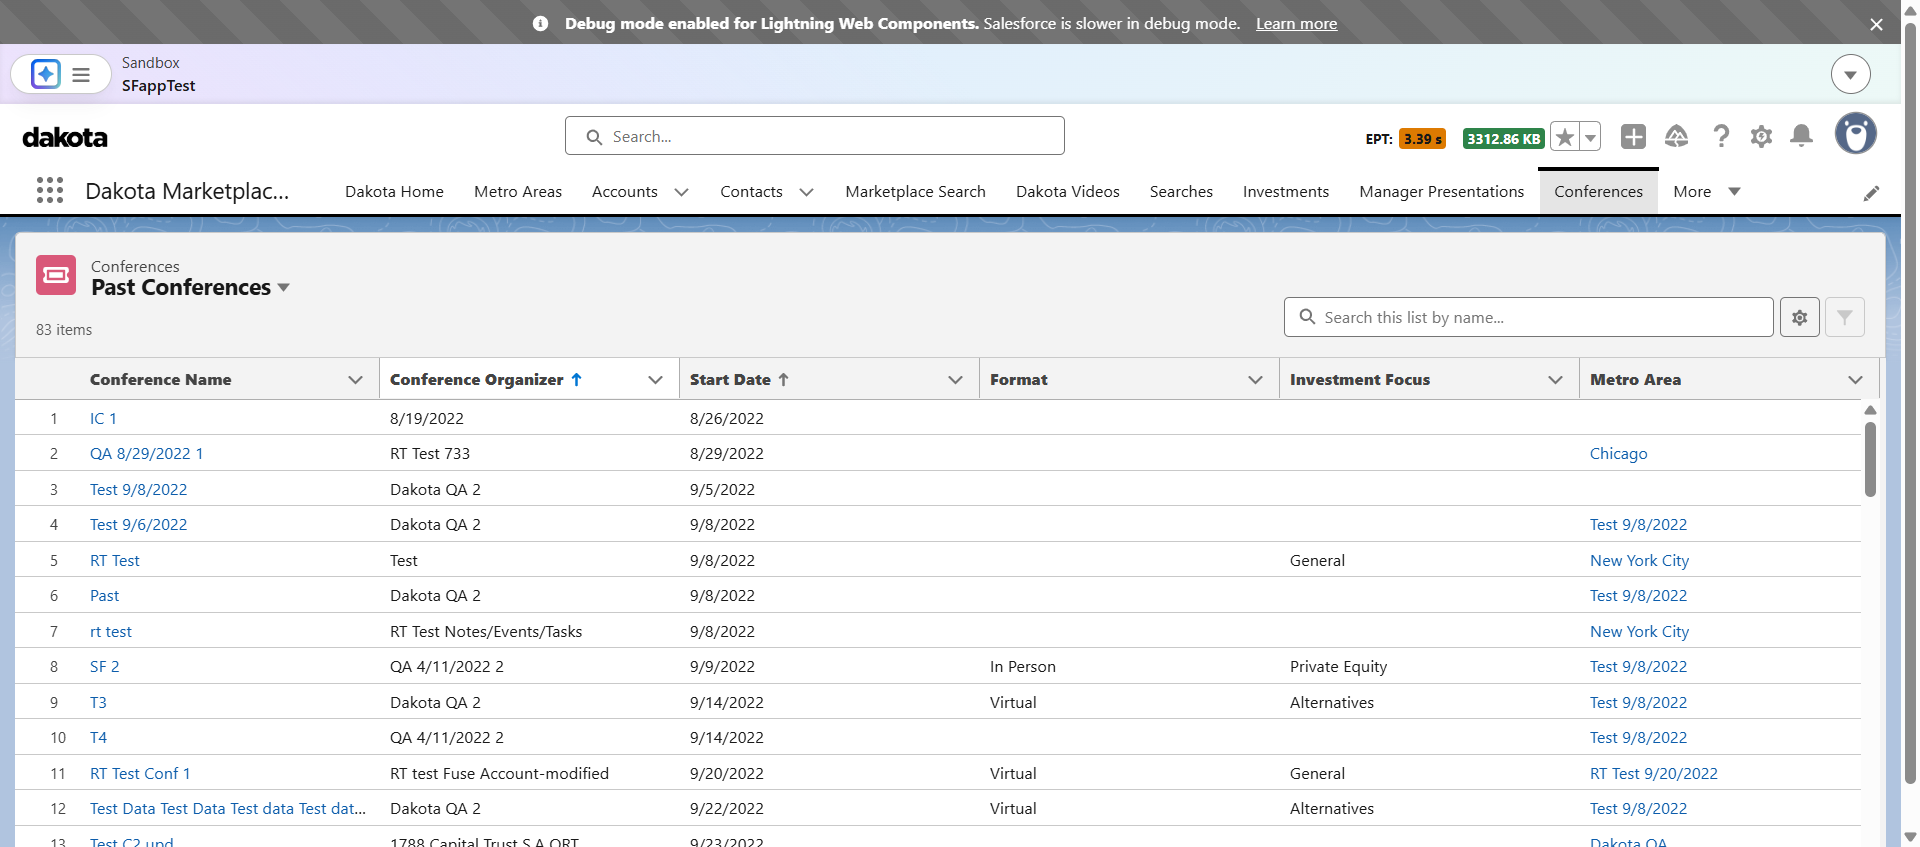 Debug mode enabled for Lightning Web Components. Salesforce is slower in debug mode. Learn more
Sandbox
SFappTest
dakota
Search...
EPT: 3.39 s 3312.86 KB
Dakota Marketplac... Dakota Home Metro Areas Accounts Contacts Marketplace Search Dakota Videos Searches Investments Manager Presentations Conferences More
Conferences
Past Conferences
83 items
Search this list by name...
Conference Name Conference Organizer Start Date Format Investment Focus Metro Area
1 IC 1 8/19/2022 8/26/2022
2 QA 8/29/2022 1 RT Test 733 8/29/2022 Chicago
3 Test 9/8/2022 Dakota QA 2 9/5/2022
4 Test 9/6/2022 Dakota QA 2 9/8/2022 Test 9/8/2022
5 RT Test Test 9/8/2022 General New York City
6 Past Dakota QA 2 9/8/2022 Test 9/8/2022
7 rt test RT Test Notes/Events/Tasks 9/8/2022 New York City
8 SF 2 QA 4/11/2022 2 9/9/2022 In Person Private Equity Test 9/8/2022
9 T3 Dakota QA 2 9/14/2022 Virtual Alternatives Test 9/8/2022
10 T4 QA 4/11/2022 2 9/14/2022 Test 9/8/2022
11 RT Test Conf 1 RT test Fuse Account-modified 9/20/2022 Virtual General RT Test 9/20/2022
12 Test Data Test Data Test data Test dat... Dakota QA 2 9/22/2022 Virtual Alternatives Test 9/8/2022
13 Test C2 und 1788 Capital Trust S.A ORT 9/23/2022 Dakota QA